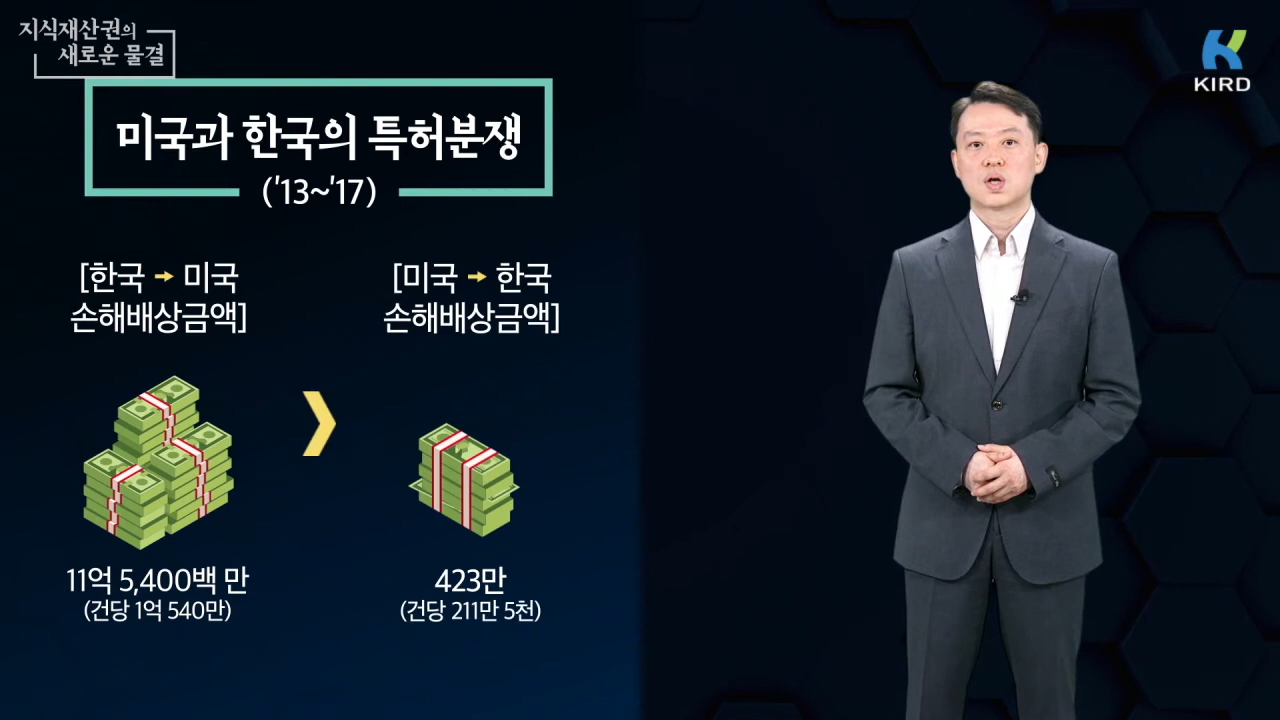 지식재산권의
새로운 물결
KIRD
미국과 한국의 특허분쟁
('13~'17)
[한국 → 미국
손해배상금액]
[미국 → 한국
손해배상금액]
11억 5,400백 만
(건당 1억 540만)
423만
(건당 211만 5천)